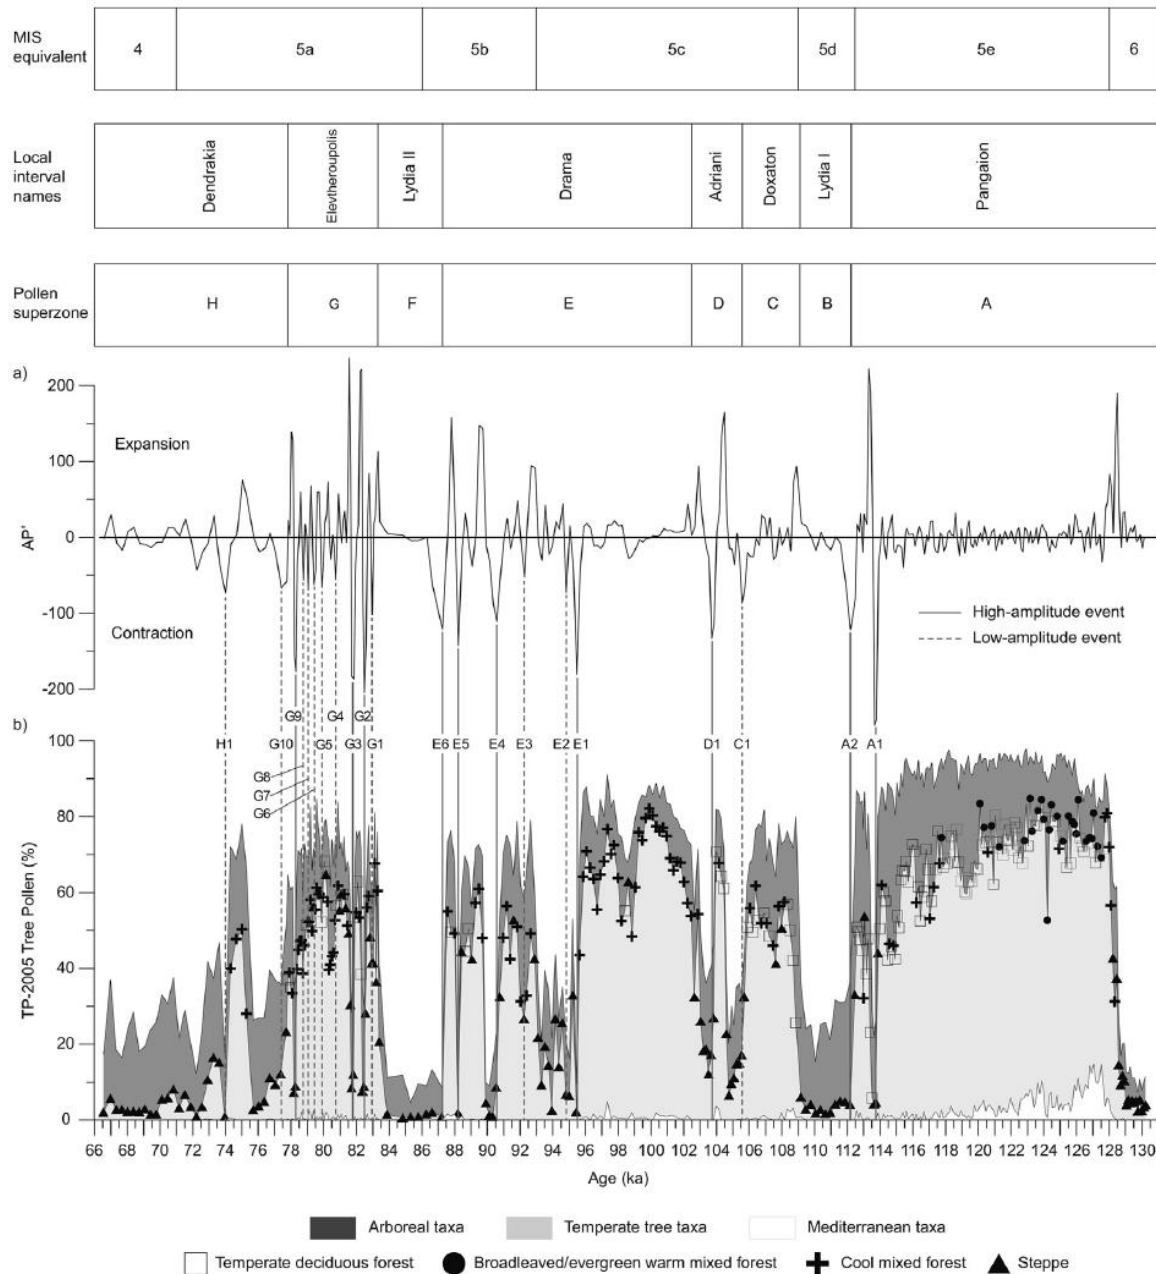 MIS
equivalent
4 5a 5b 5c 5d 5e 6
Local
interval
names
Dendrakia Elevtheroupolis Lydia II Drama Adriani Doxaton Lydia I Pangaion
Pollen
superzone
H G F E D C B A
a)
200
Expansion
100
AP'
0
-100
Contraction
High-amplitude event
Low-amplitude event
-200
b)
G9 G4 G2
100
H1 G10 G5 G3 G1 E6 E5 E4 E3 E2 E1 D1 C1 A2 A1
G8
G7
G6
80
60
TP-2005 Tree Pollen (%)
40
20
0
66 68 70 72 74 76 78 80 82 84 86 88 90 92 94 96 98 100 102 104 106 108 110 112 114 116 118 120 122 124 126 128 130
Age (ka)
Arboreal taxa Temperate tree taxa Mediterranean taxa
Temperate deciduous forest Broadleaved/evergreen warm mixed forest Cool mixed forest Steppe